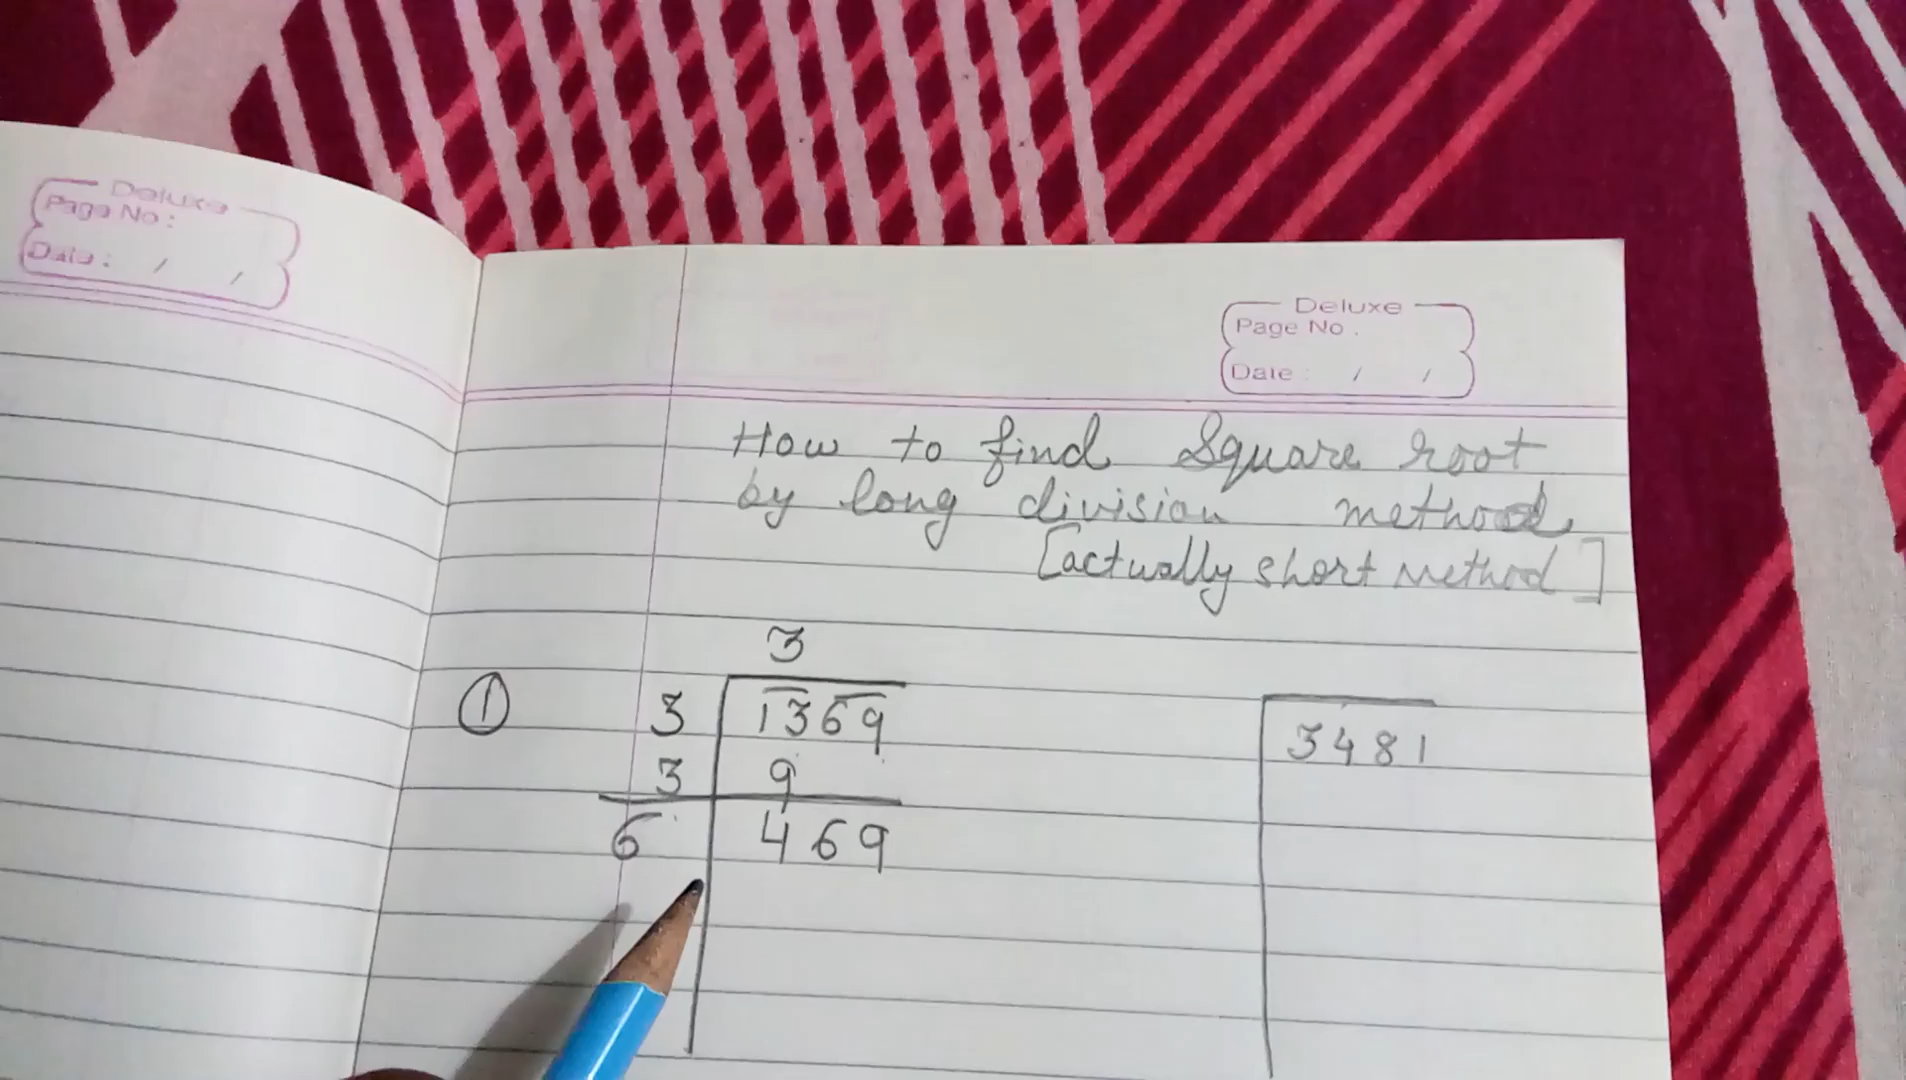 Deluxe
Page No :
Date : / /
Deluxe
Page No .
Date : / /
How to find Square root
by long division method
[actually short Method]
3
① 3 1369
3 9
6 469
3481